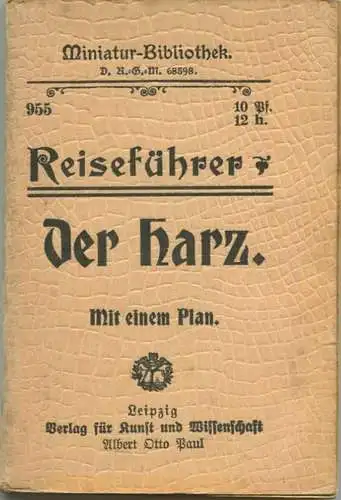 Miniatur-Bibliothek.
D. R.-G.-M. 68598.
955
10 Pf.
12 h.
Reiseführer
Der Harz.
Mit einem Plan.
Leipzig
Verlag für Kunst und Wissenschaft
Albert Otto Paul